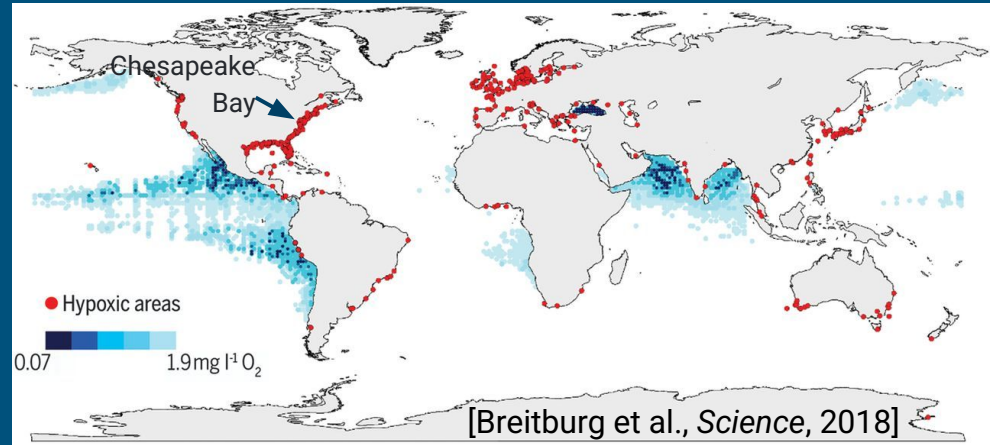 Chesapeake
Bay
Hypoxic areas
0.07 1.9 mg l⁻¹ O₂
[Breitburg et al., Science, 2018]